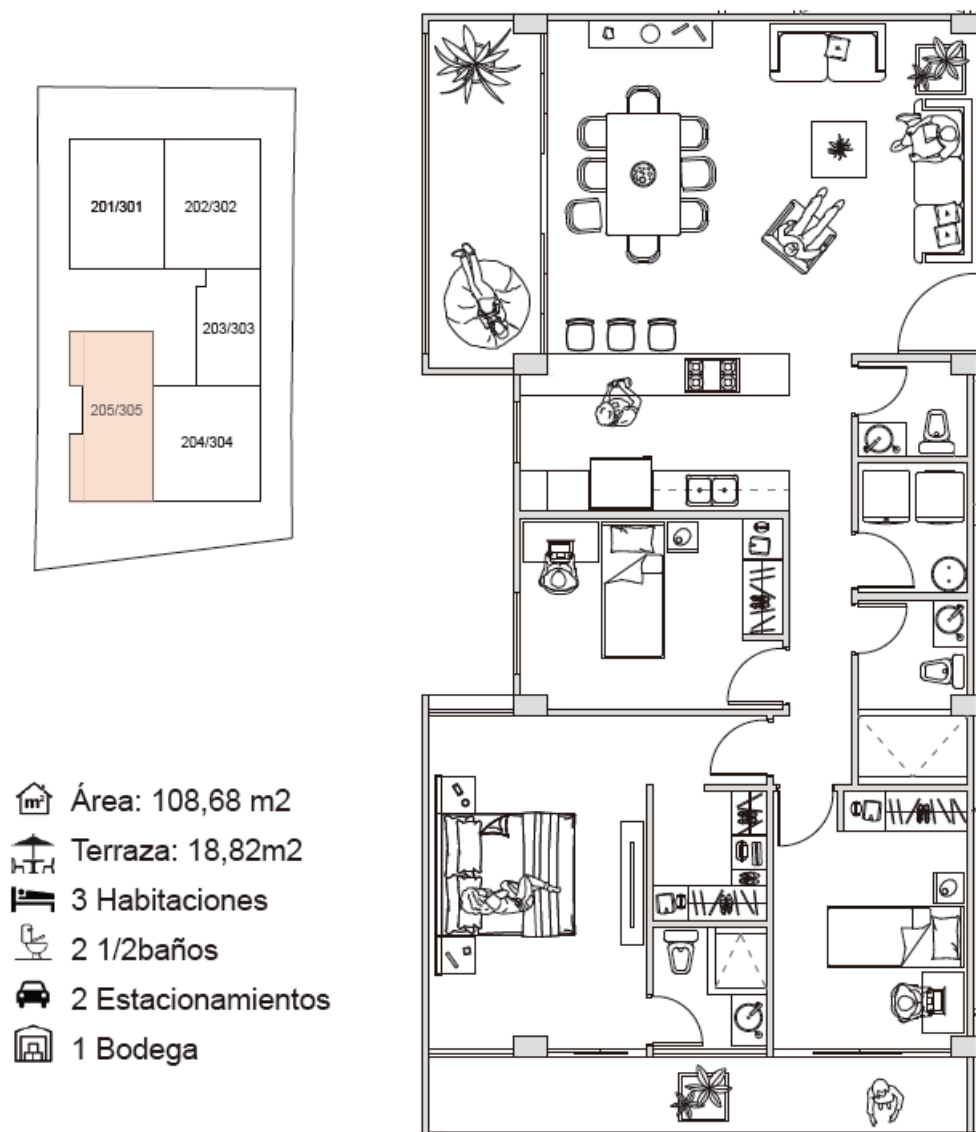 201/301
202/302
203/303
205/305
204/304
m²
Área: 108,68 m2
Terraza: 18,82m2
3 Habitaciones
2 1/2baños
2 Estacionamientos
1 Bodega